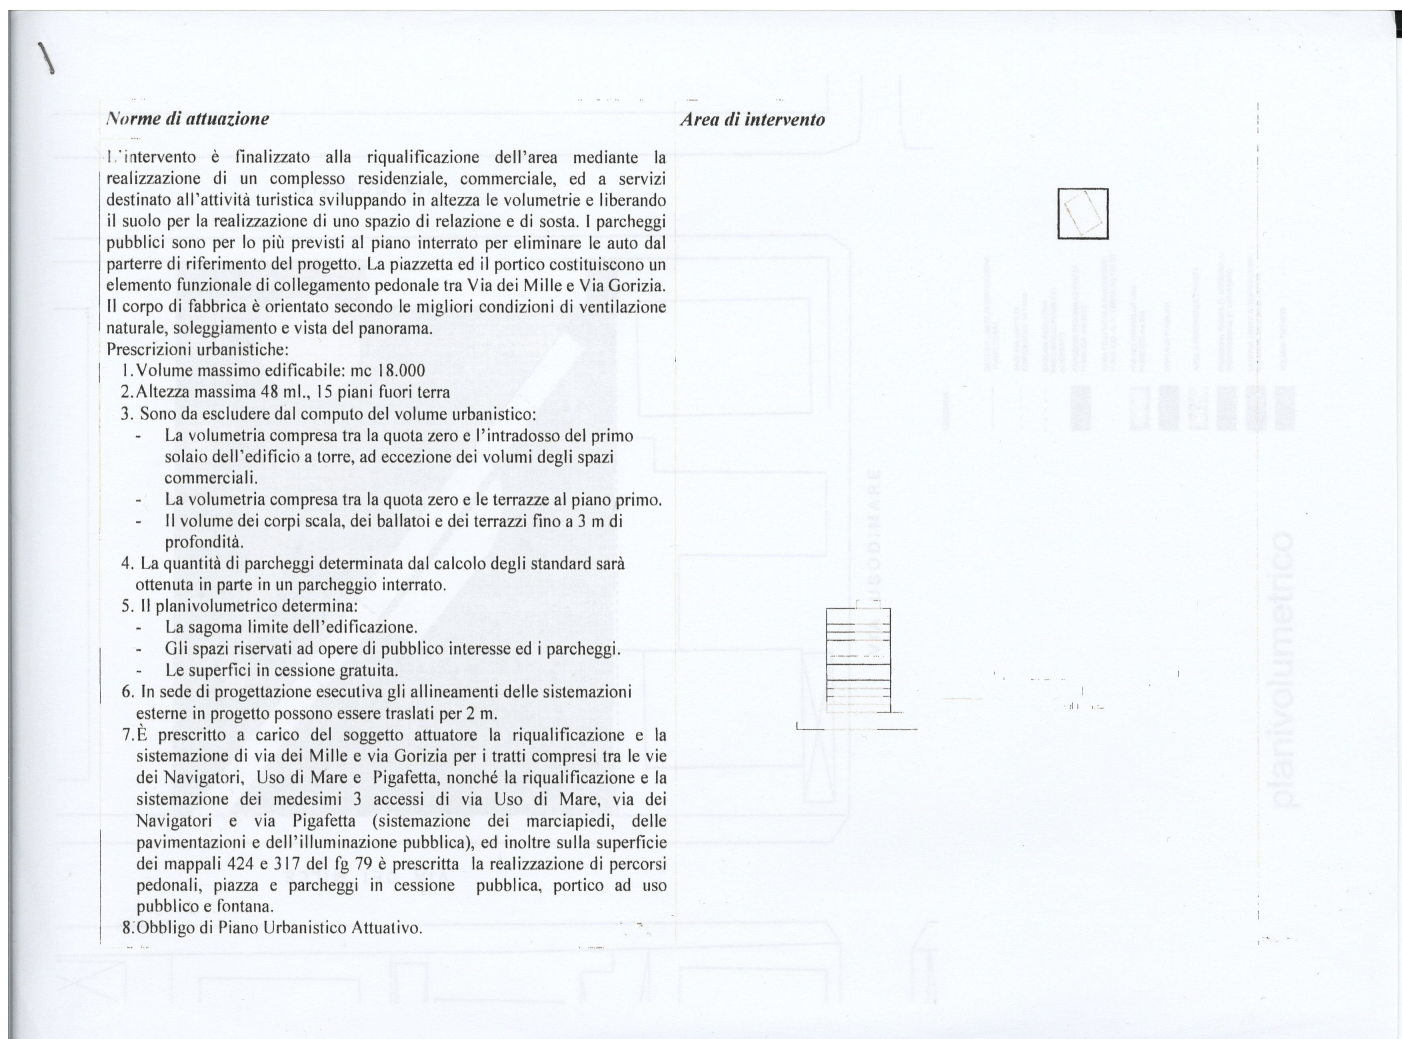 Norme di attuazione
L'intervento è finalizzato alla riqualificazione dell'area mediante la
realizzazione di un complesso residenziale, commerciale, ed a servizi
destinato all'attività turistica sviluppando in altezza le volumetrie e liberando
il suolo per la realizzazione di uno spazio di relazione e di sosta. I parcheggi
pubblici sono per lo più previsti al piano interrato per eliminare le auto dal
parterre di riferimento del progetto. La piazzetta ed il portico costituiscono un
elemento funzionale di collegamento pedonale tra Via dei Mille e Via Gorizia.
Il corpo di fabbrica è orientato secondo le migliori condizioni di ventilazione
naturale, soleggiamento e vista del panorama.
Prescrizioni urbanistiche:
1.Volume massimo edificabile: mc 18.000
2.Altezza massima 48 ml., 15 piani fuori terra
3. Sono da escludere dal computo del volume urbanistico:
- La volumetria compresa tra la quota zero e l'intradosso del primo
solaio dell'edificio a torre, ad eccezione dei volumi degli spazi
commerciali.
- La volumetria compresa tra la quota zero e le terrazze al piano primo.
- Il volume dei corpi scala, dei ballatoi e dei terrazzi fino a 3 m di
profondità.
4. La quantità di parcheggi determinata dal calcolo degli standard sarà
ottenuta in parte in un parcheggio interrato.
5. Il planivolumetrico determina:
- La sagoma limite dell'edificazione.
- Gli spazi riservati ad opere di pubblico interesse ed i parcheggi.
- Le superfici in cessione gratuita.
6. In sede di progettazione esecutiva gli allineamenti delle sistemazioni
esterne in progetto possono essere traslati per 2 m.
7.È prescritto a carico del soggetto attuatore la riqualificazione e la
sistemazione di via dei Mille e via Gorizia per i tratti compresi tra le vie
dei Navigatori, Uso di Mare e Pigafetta, nonché la riqualificazione e la
sistemazione dei medesimi 3 accessi di via Uso di Mare, via dei
Navigatori e via Pigafetta (sistemazione dei marciapiedi, delle
pavimentazioni e dell'illuminazione pubblica), ed inoltre sulla superficie
dei mappali 424 e 317 del fg 79 è prescritta la realizzazione di percorsi
pedonali, piazza e parcheggi in cessione pubblica, portico ad uso
pubblico e fontana.
8.Obbligo di Piano Urbanistico Attuativo.
Area di intervento
VIA USODIMARE
planivolumetrico